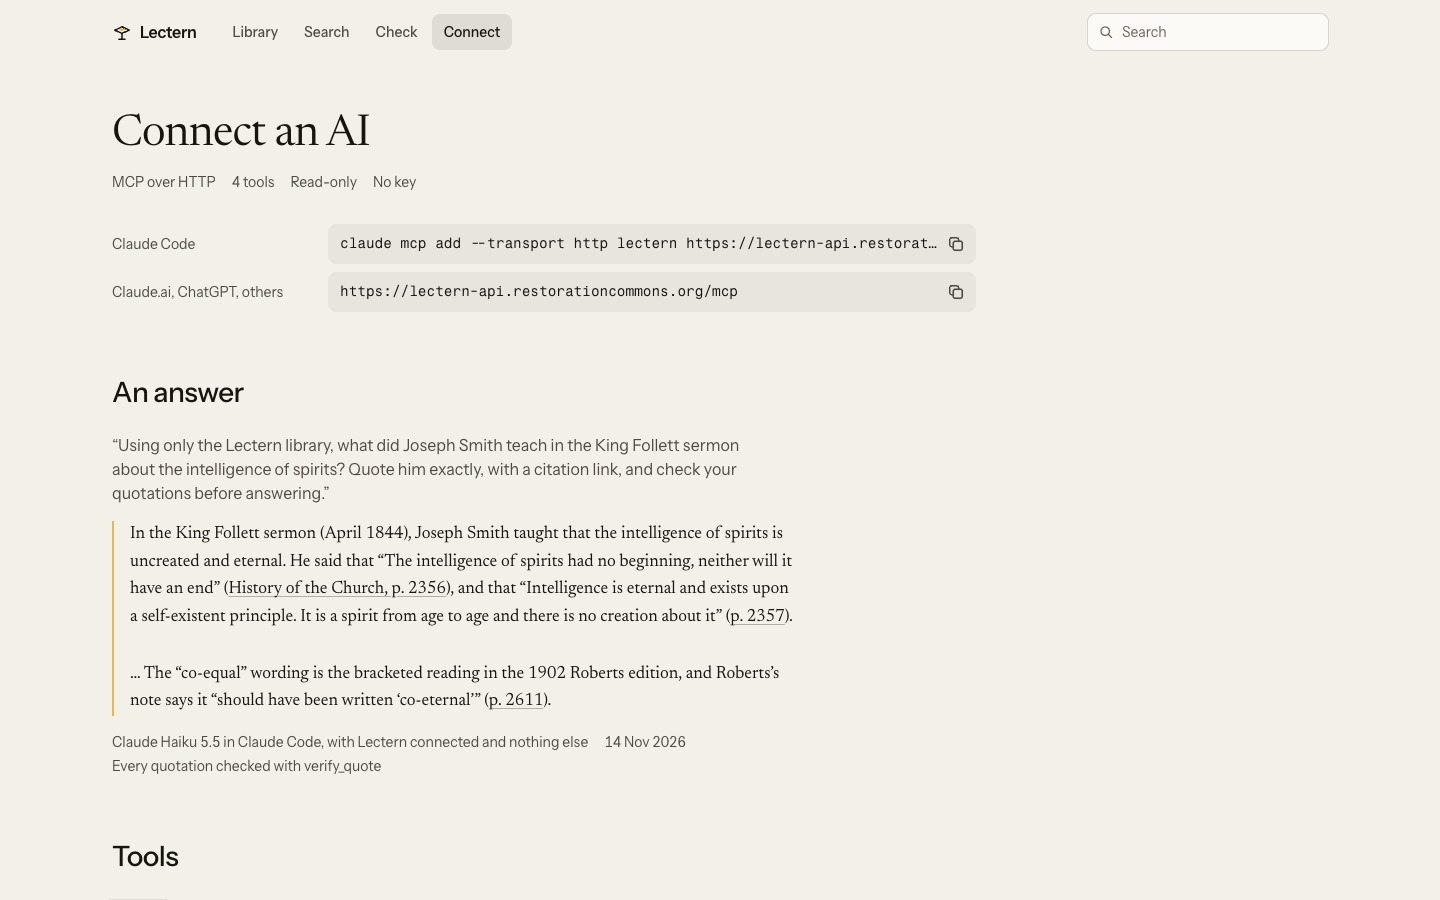 Lectern
Library
Search
Check
Connect
Search
Connect an AI
MCP over HTTP 4 tools Read-only No key
Claude Code
claude mcp add --transport http lectern https://lectern-api.restorat…
Claude.ai, ChatGPT, others
https://lectern-api.restorationcommons.org/mcp
An answer
“Using only the Lectern library, what did Joseph Smith teach in the King Follett sermon
about the intelligence of spirits? Quote him exactly, with a citation link, and check your
quotations before answering.”
In the King Follett sermon (April 1844), Joseph Smith taught that the intelligence of spirits is
uncreated and eternal. He said that “The intelligence of spirits had no beginning, neither will it
have an end” (History of the Church, p. 2356), and that “Intelligence is eternal and exists upon
a self-existent principle. It is a spirit from age to age and there is no creation about it” (p. 2357).
… The “co-equal” wording is the bracketed reading in the 1902 Roberts edition, and Roberts’s
note says it “should have been written ‘co-eternal’” (p. 2611).
Claude Haiku 5.5 in Claude Code, with Lectern connected and nothing else 14 Nov 2026
Every quotation checked with verify_quote
Tools